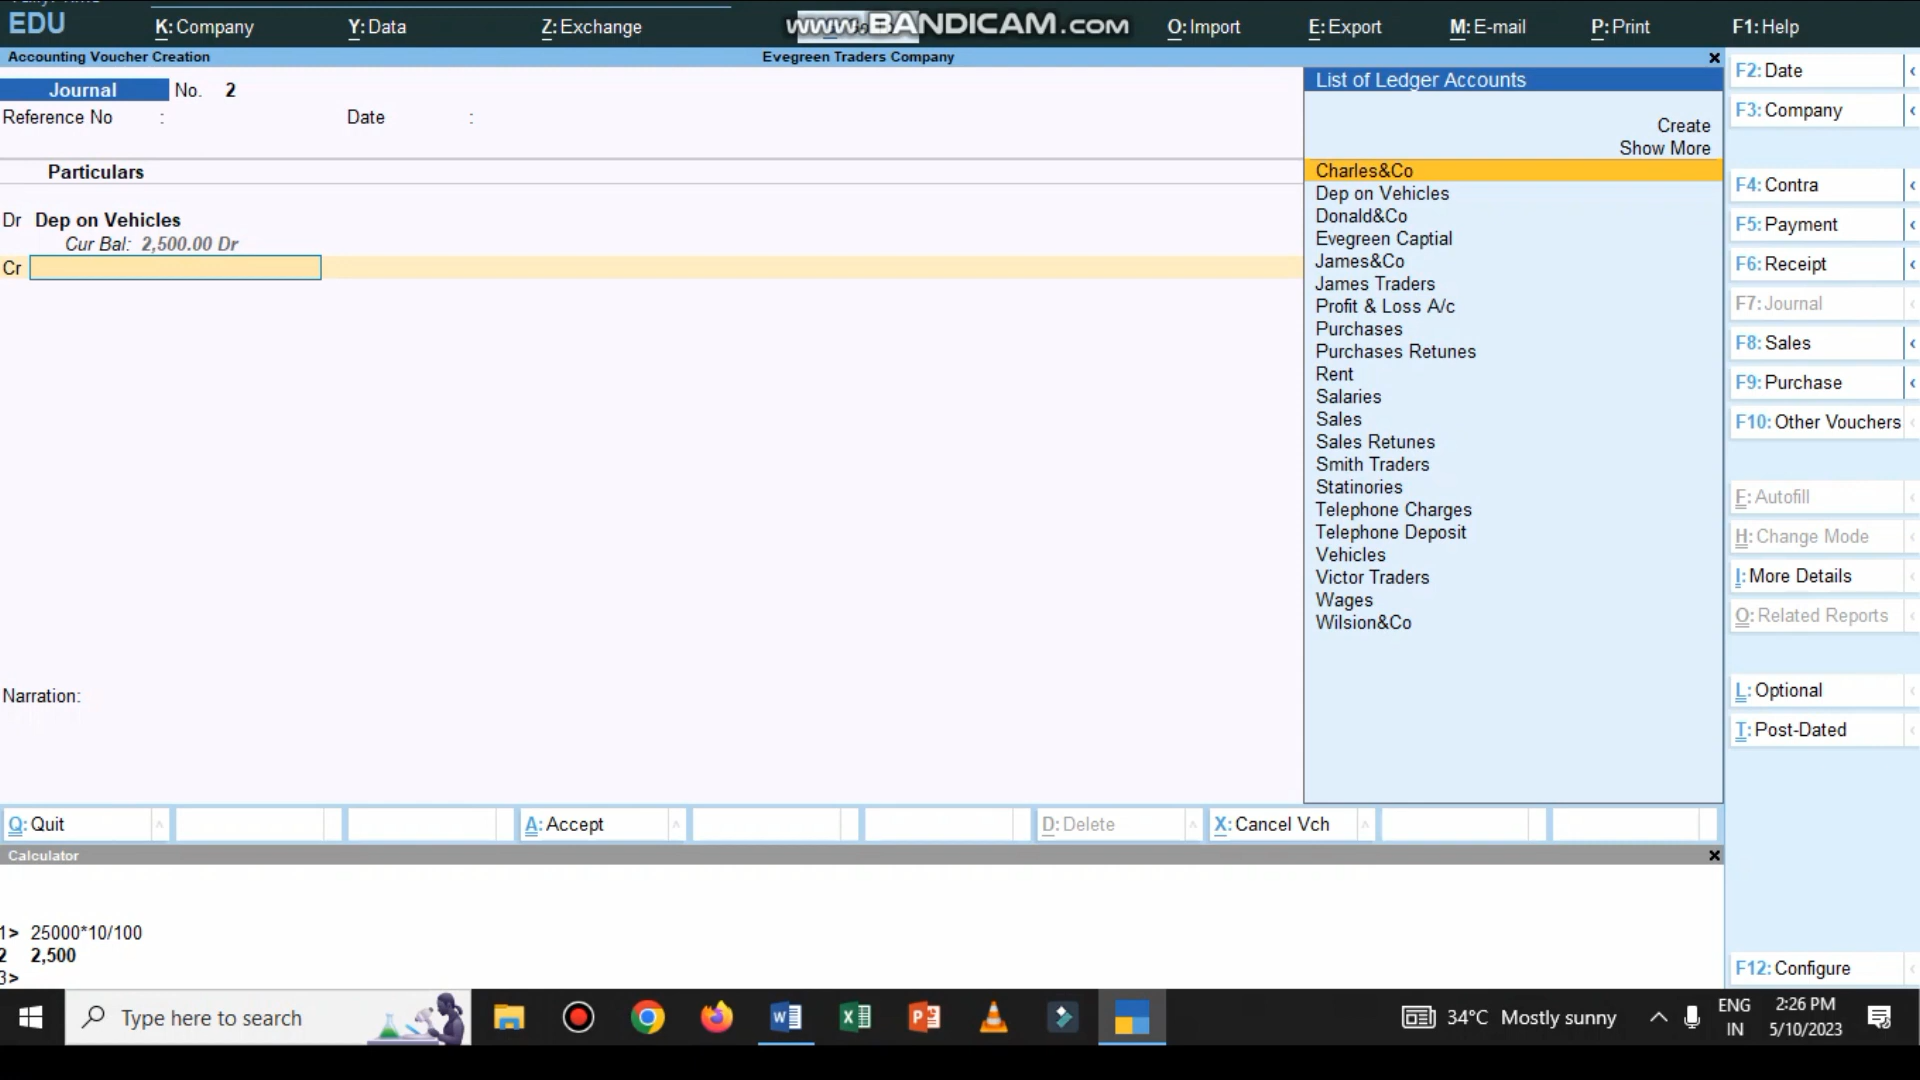 EDU
K: Company
Y: Data
Z: Exchange
www.BANDICAM.com
O: Import
E: Export
M: E-mail
P: Print
F1: Help
Accounting Voucher Creation
Evegreen Traders Company
Journal No. 2
Reference No :
Date :
Particulars
Dr Dep on Vehicles
Cur Bal: 2,500.00 Dr
Cr
Narration:
List of Ledger Accounts
Create
Show More
Charles&Co
Dep on Vehicles
Donald&Co
Evegreen Captial
James&Co
James Traders
Profit & Loss A/c
Purchases
Purchases Retunes
Rent
Salaries
Sales
Sales Retunes
Smith Traders
Statinories
Telephone Charges
Telephone Deposit
Vehicles
Victor Traders
Wages
Wilsion&Co
F2: Date
F3: Company
F4: Contra
F5: Payment
F6: Receipt
F7: Journal
F8: Sales
F9: Purchase
F10: Other Vouchers
F: Autofill
H: Change Mode
I: More Details
O: Related Reports
L: Optional
T: Post-Dated
F12: Configure
Q: Quit
A: Accept
D: Delete
X: Cancel Vch
Calculator
1> 25000*10/100
2 2,500
3>
Type here to search
34°C Mostly sunny
ENG
IN
2:26 PM
5/10/2023